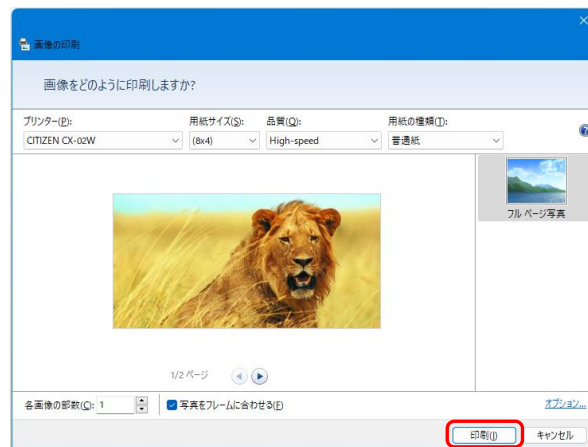 画像の印刷
画像をどのように印刷しますか?
プリンター(P): 用紙サイズ(S): 品質(Q): 用紙の種類(T):
CITIZEN CX-02W (8x4) High-speed 普通紙
フル ページ写真
1/2 ページ
各画像の部数(C): 1 写真をフレームに合わせる(F) オプション...
印刷(I) キャンセル